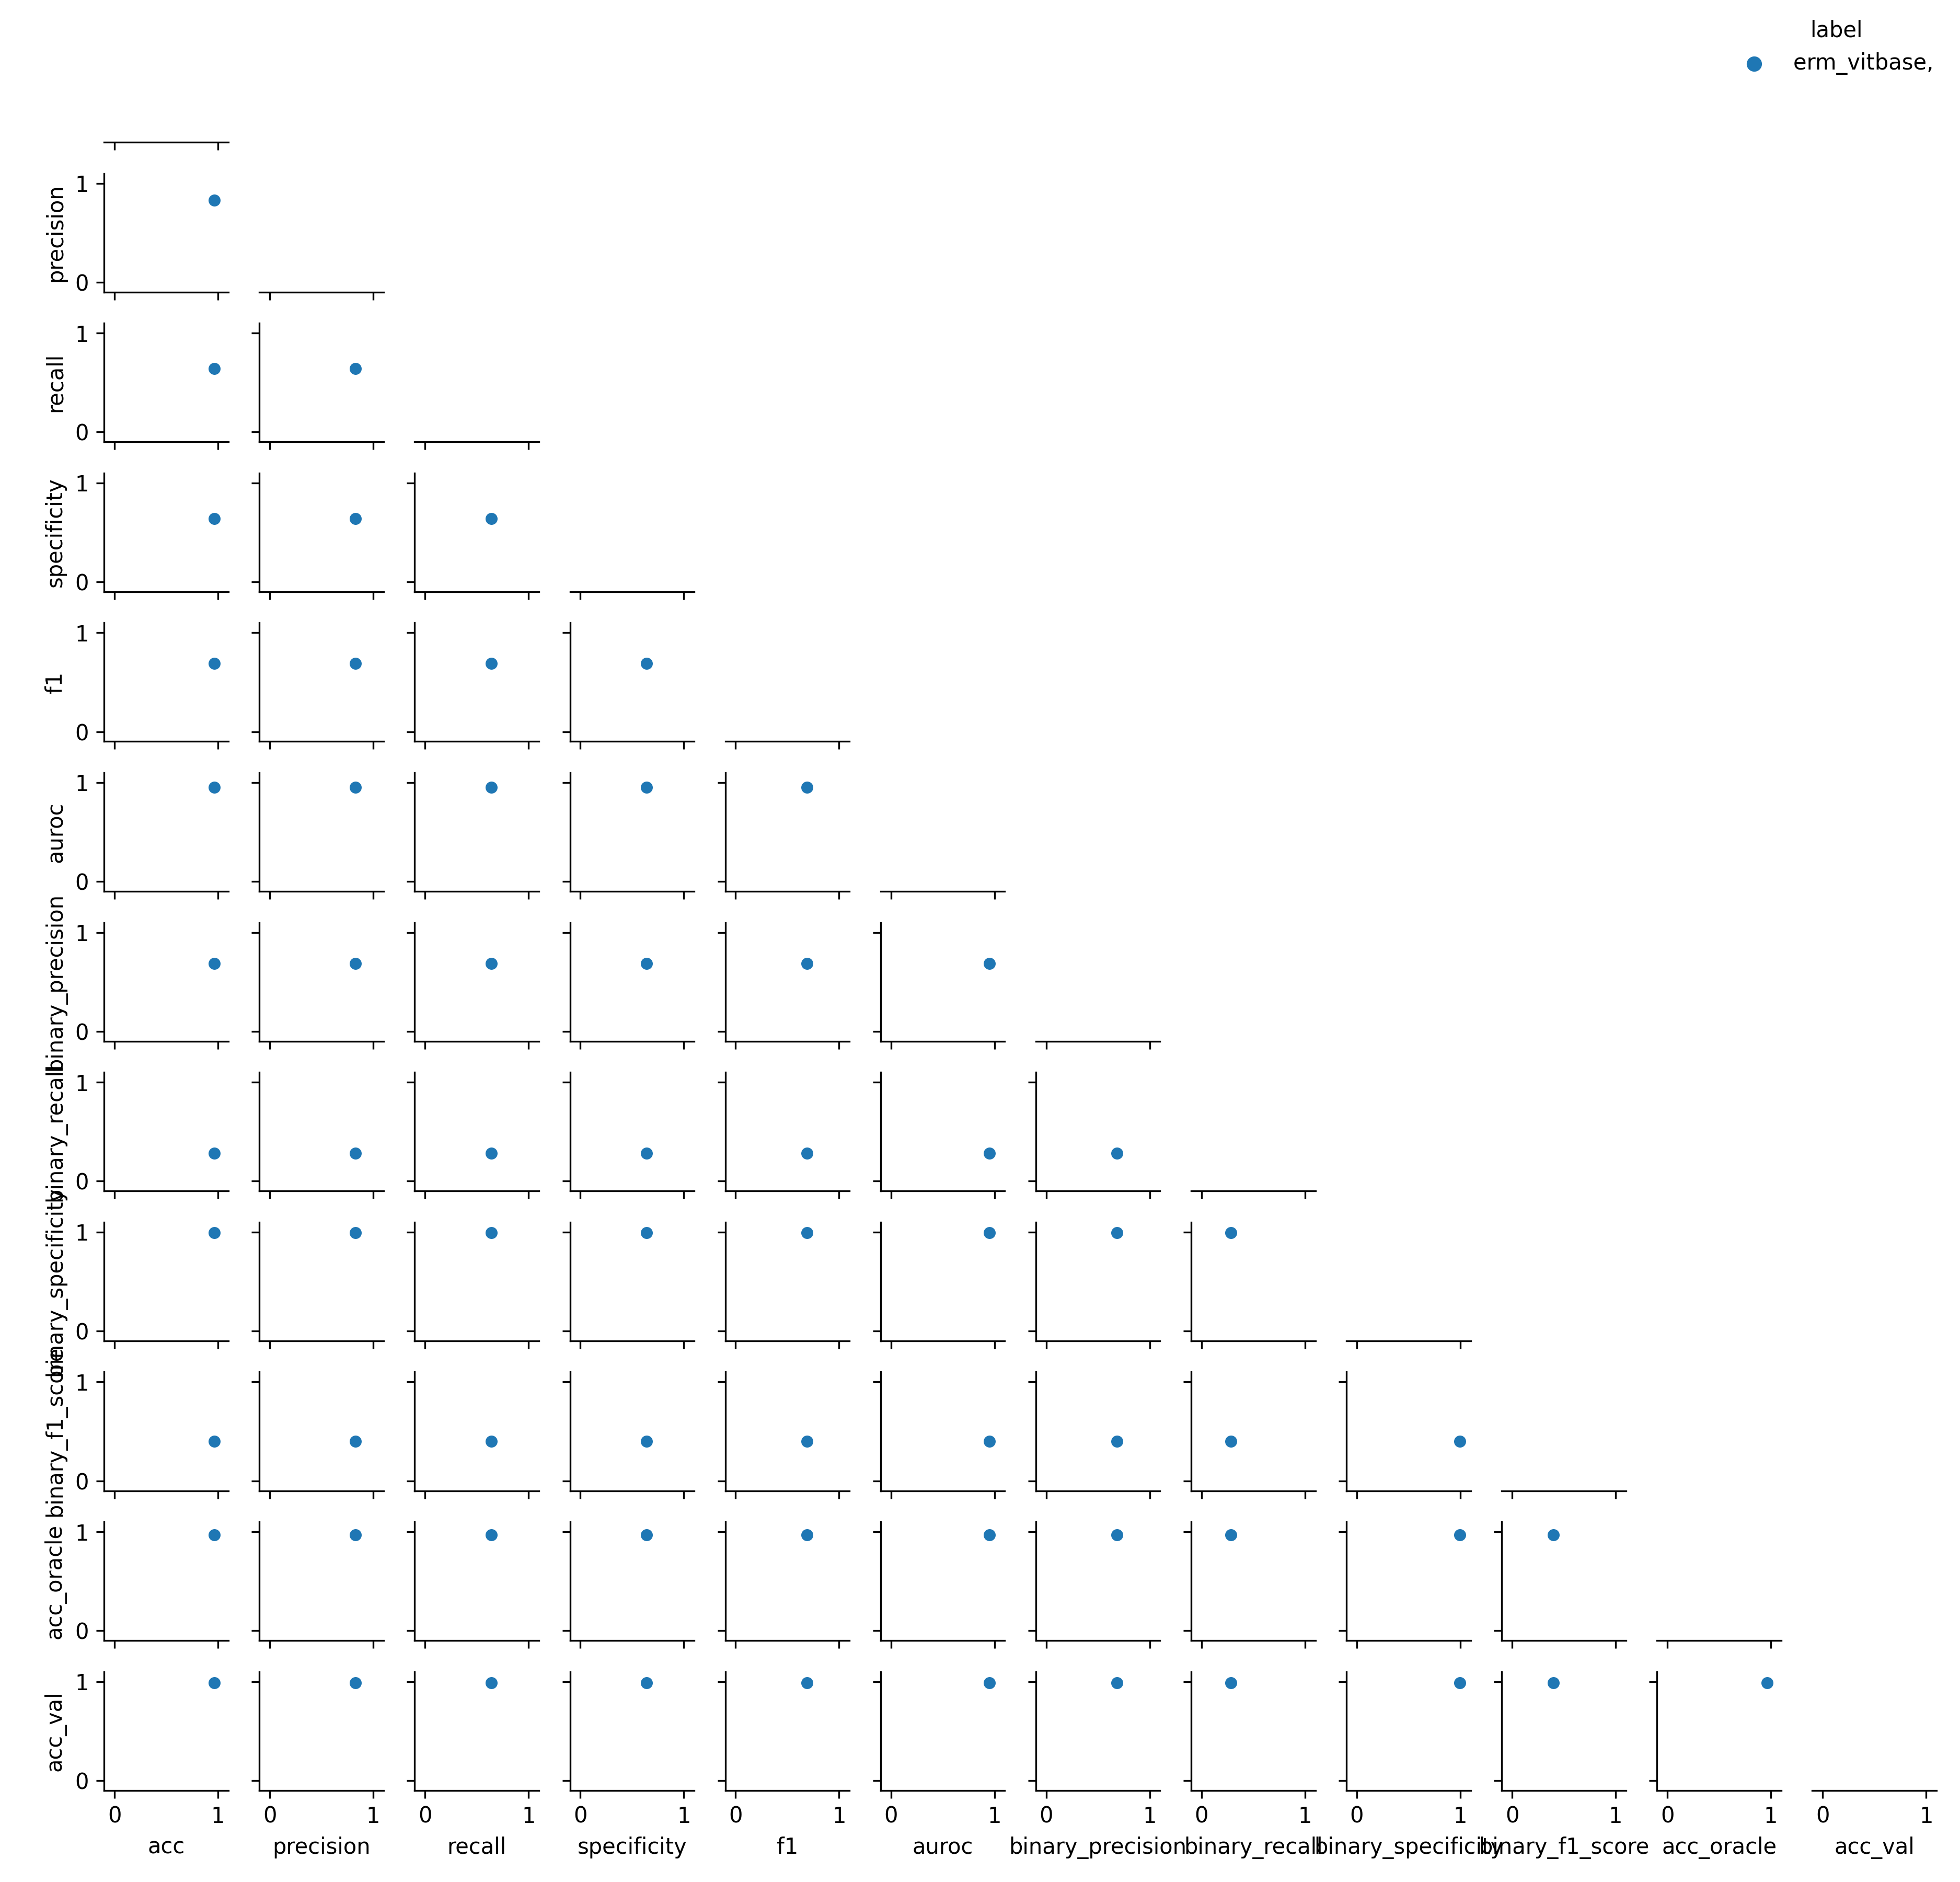 label
erm_vitbase,
precision
1
0
recall
1
0
specificity
1
0
f1
1
0
auroc
1
0
binary_precision
1
0
binary_recall
1
0
binary_specificity
1
0
binary_f1_score
1
0
acc_oracle
1
0
acc_val
1
0
0 1 0 1 0 1 0 1 0 1 0 1 0 1 0 1 0 1 0 1 0 1 0 1
acc precision recall specificity f1 auroc binary_precision binary_recall binary_specificity binary_f1_score acc_oracle acc_val